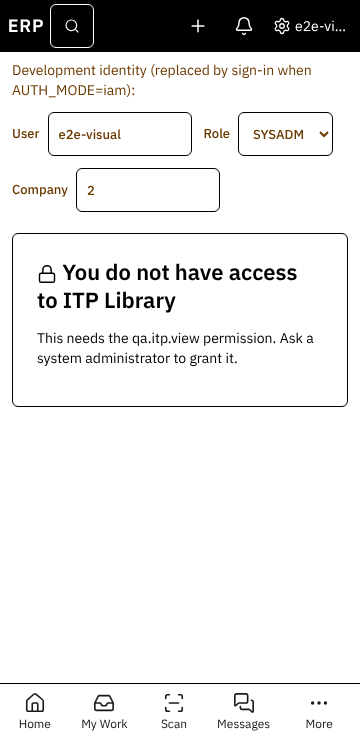 ERP
e2e-vi...
Development identity (replaced by sign-in when
AUTH_MODE=iam):
User e2e-visual Role SYSADM
Company 2
You do not have access
to ITP Library
This needs the qa.itp.view permission. Ask a
system administrator to grant it.
Home My Work Scan Messages More